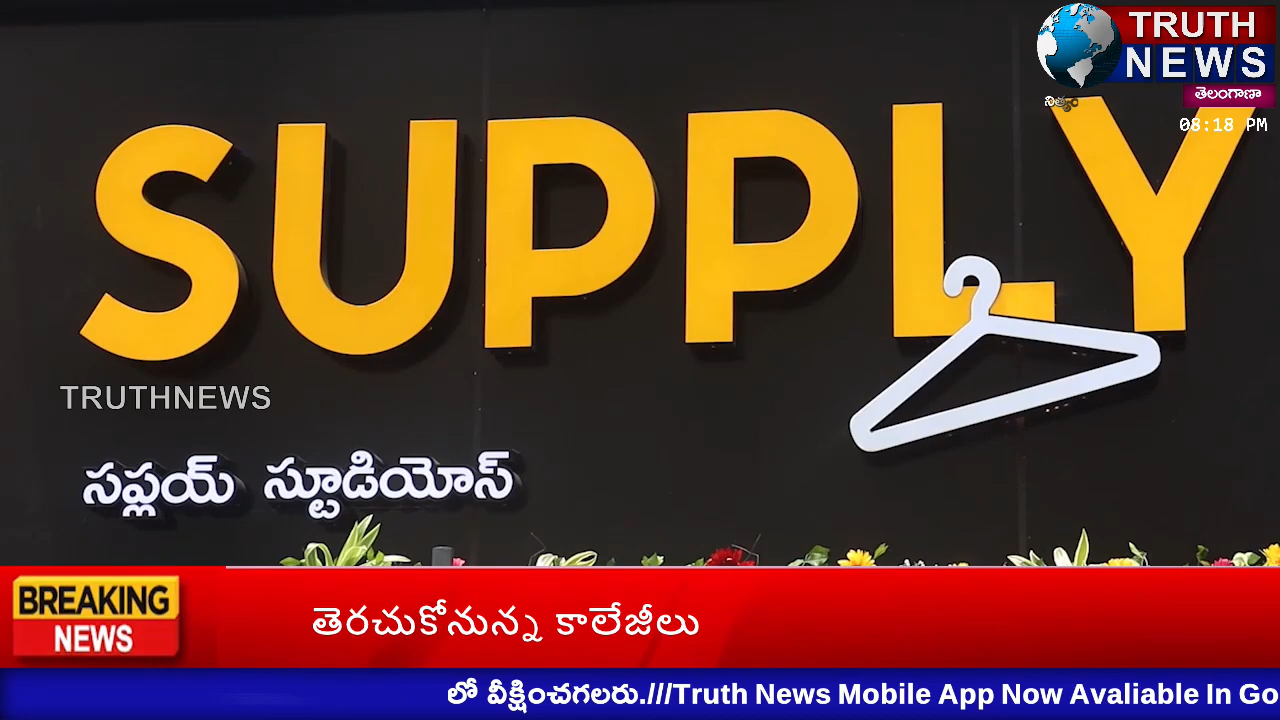 TRUTH
NEWS
తెలంగాణా
నిత్యం
08:18 PM
SUPPLY
TRUTHNEWS
సప్లయ్ స్టూడియోస్
BREAKING
NEWS
తెరచుకోనున్న కాలేజీలు
లో వీక్షించగలరు.///Truth News Mobile App Now Avaliable In Go